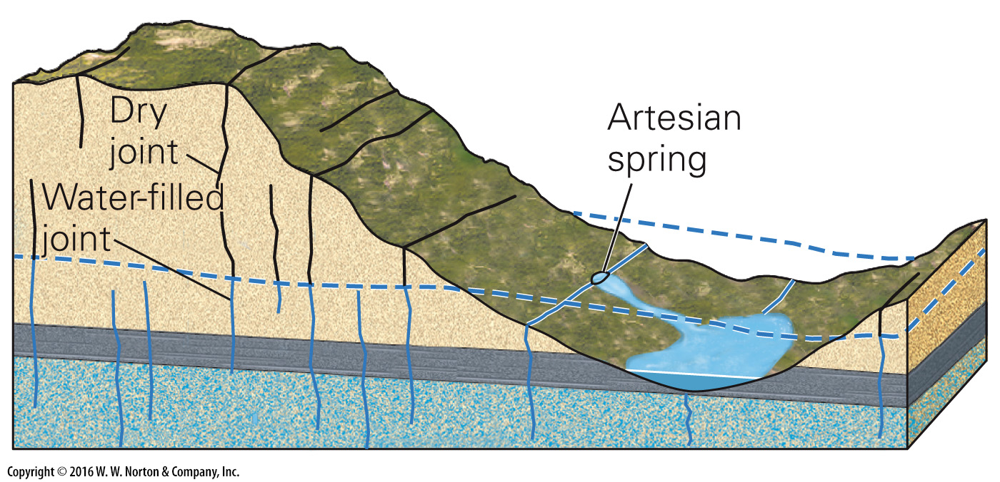 Dry
joint
Water-filled
joint
Artesian
spring
Copyright © 2016 W. W. Norton & Company, Inc.